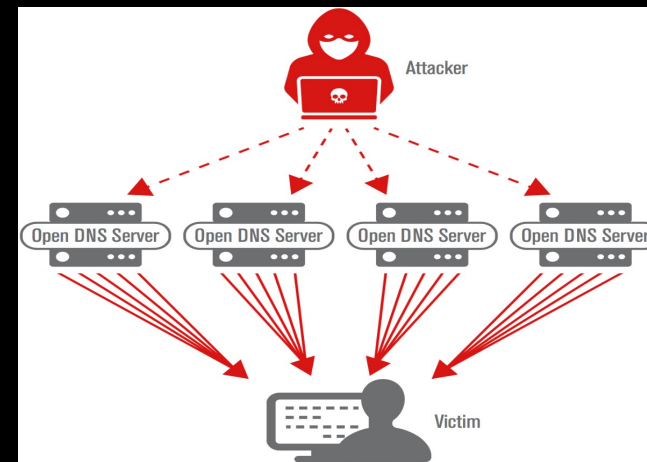 Attacker
Open DNS Server
Open DNS Server
Open DNS Server
Open DNS Server
Victim